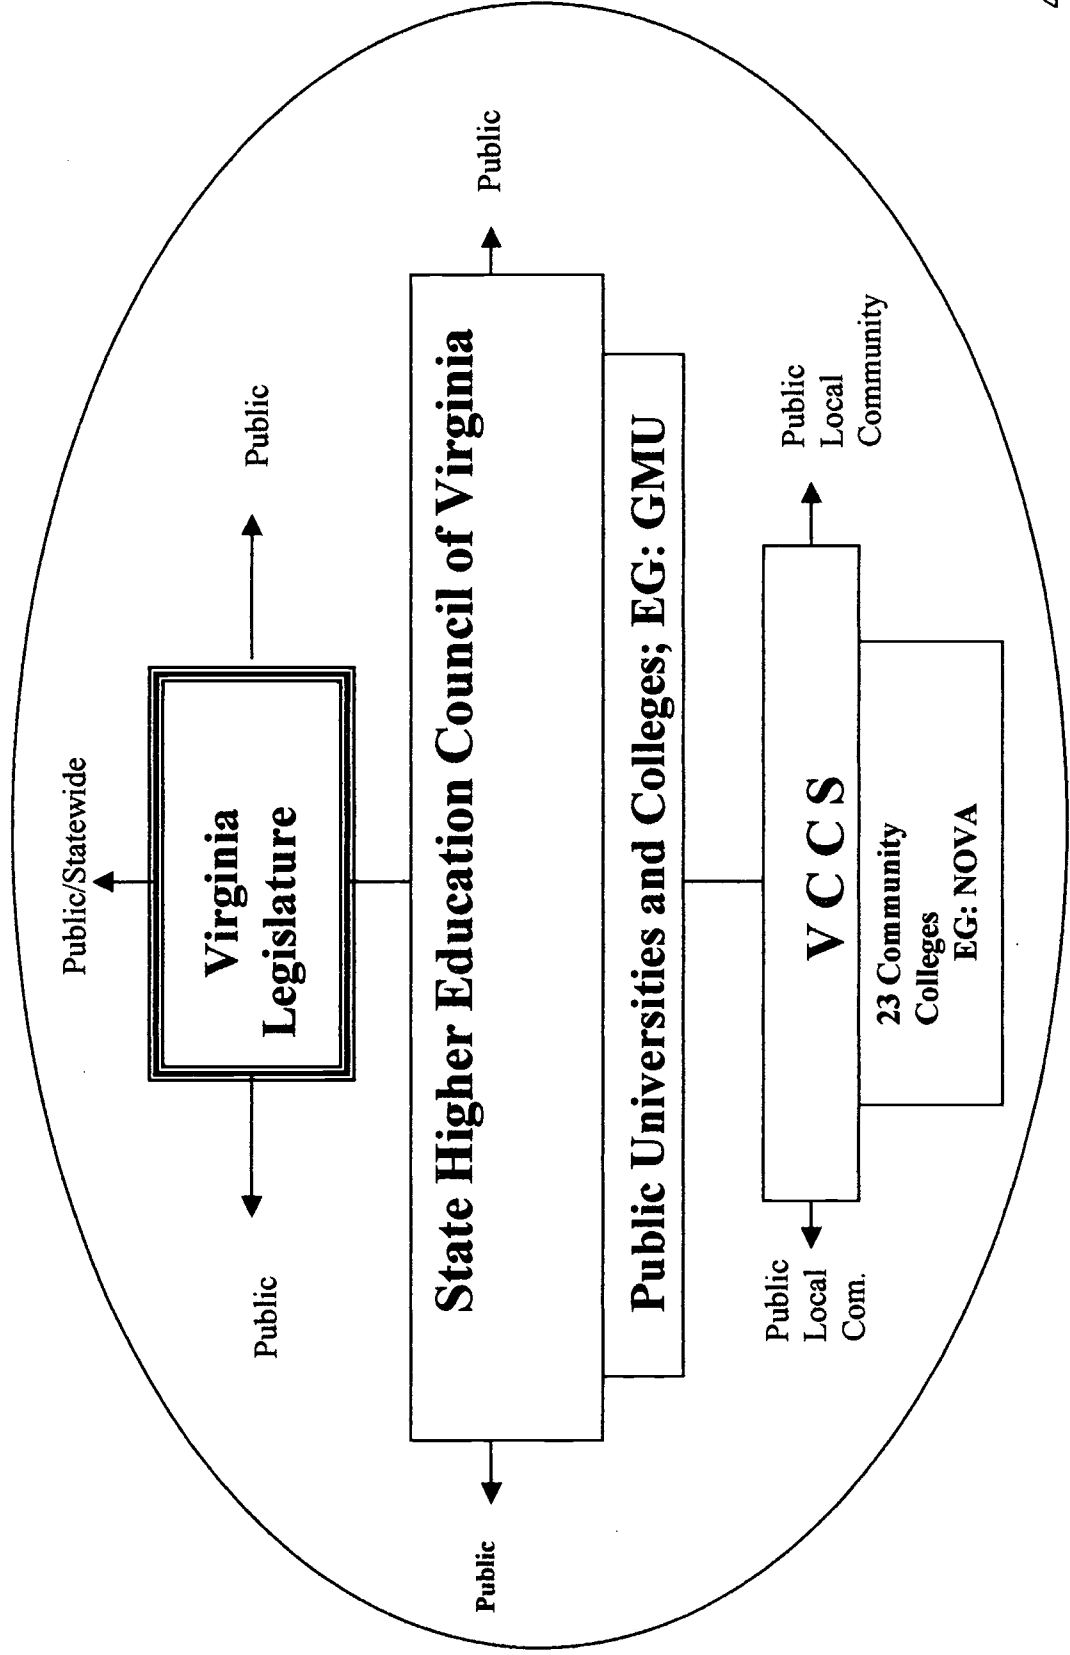 Public/Statewide
Virginia
Legislature
Public
Public
State Higher Education Council of Virginia
Public
Public
Public Universities and Colleges; EG: GMU
V C C S
Public
Local
Com.
Public
Local
Community
23 Community
Colleges
EG: NOVA